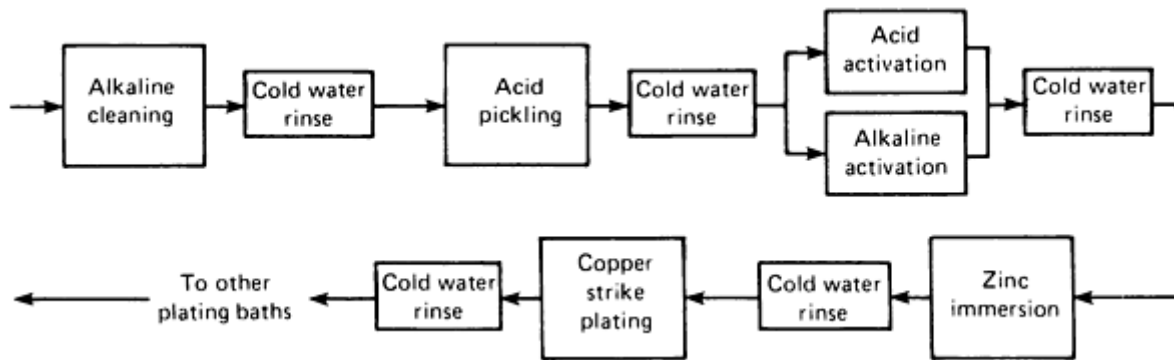 Alkaline
cleaning
Cold water
rinse
Acid
pickling
Cold water
rinse
Acid
activation
Alkaline
activation
Cold water
rinse
Zinc
immersion
Cold water
rinse
Copper
strike
plating
Cold water
rinse
To other
plating baths